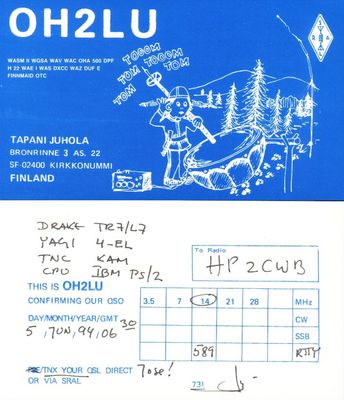 OH2LU
WASM II WGSA WAV WAC OHA 500 DPF
H 22 WAE I WAS DXCC WAZ DUF E
FINNMAID OTC
TOCOM
TOM TOCOM
TOM TOM
TOM
TAPANI JUHOLA
BRONRINNE 3 AS. 22
SF-02400 KIRKKONUMMI
FINLAND
DRAKE TR7/L7
YAGI 4-EL
TNC KAM
CPU IBM PS/2
To Radio
HP2CWB
THIS IS OH2LU
CONFIRMING OUR QSO
3.5 7 14 21 28 MHz
DAY/MONTH/YEAR/GMT
CW
5, JUN, 94, 06 30
SSB
589 RTTY
PSE/TNX YOUR QSL DIRECT Jose!
OR VIA SRAL
73!